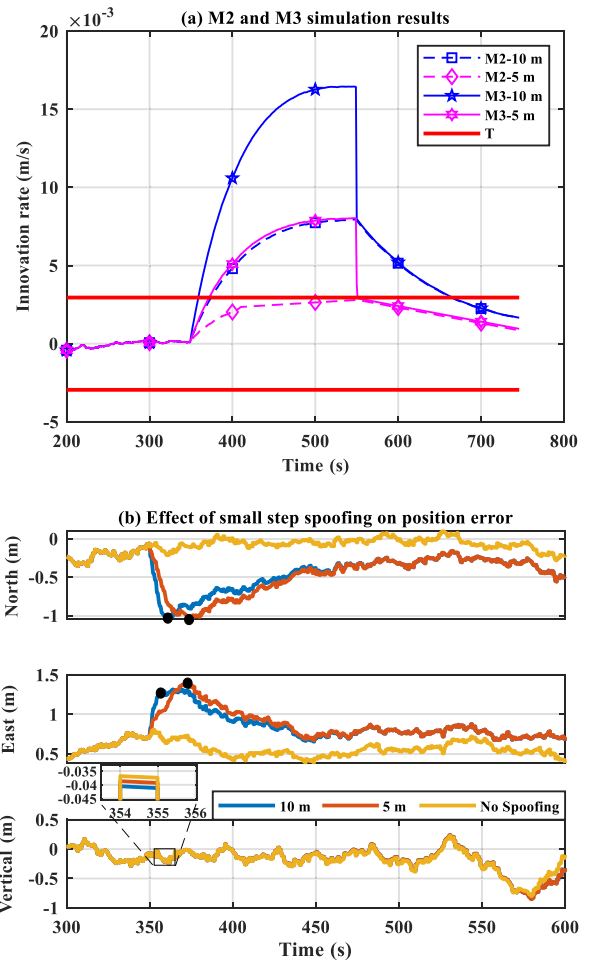 (a) M2 and M3 simulation results
×10⁻³
20
15
10
5
0
-5
Innovation rate (m/s)
M2-10 m
M2-5 m
M3-10 m
M3-5 m
T
200 300 400 500 600 700 800
Time (s)
(b) Effect of small step spoofing on position error
0
-0.5
-1
North (m)
1.5
1
0.5
East (m)
-0.035
-0.04
-0.045
354 355 356
10 m 5 m No Spoofing
0.5
0
-0.5
-1
Vertical (m)
300 350 400 450 500 550 600
Time (s)